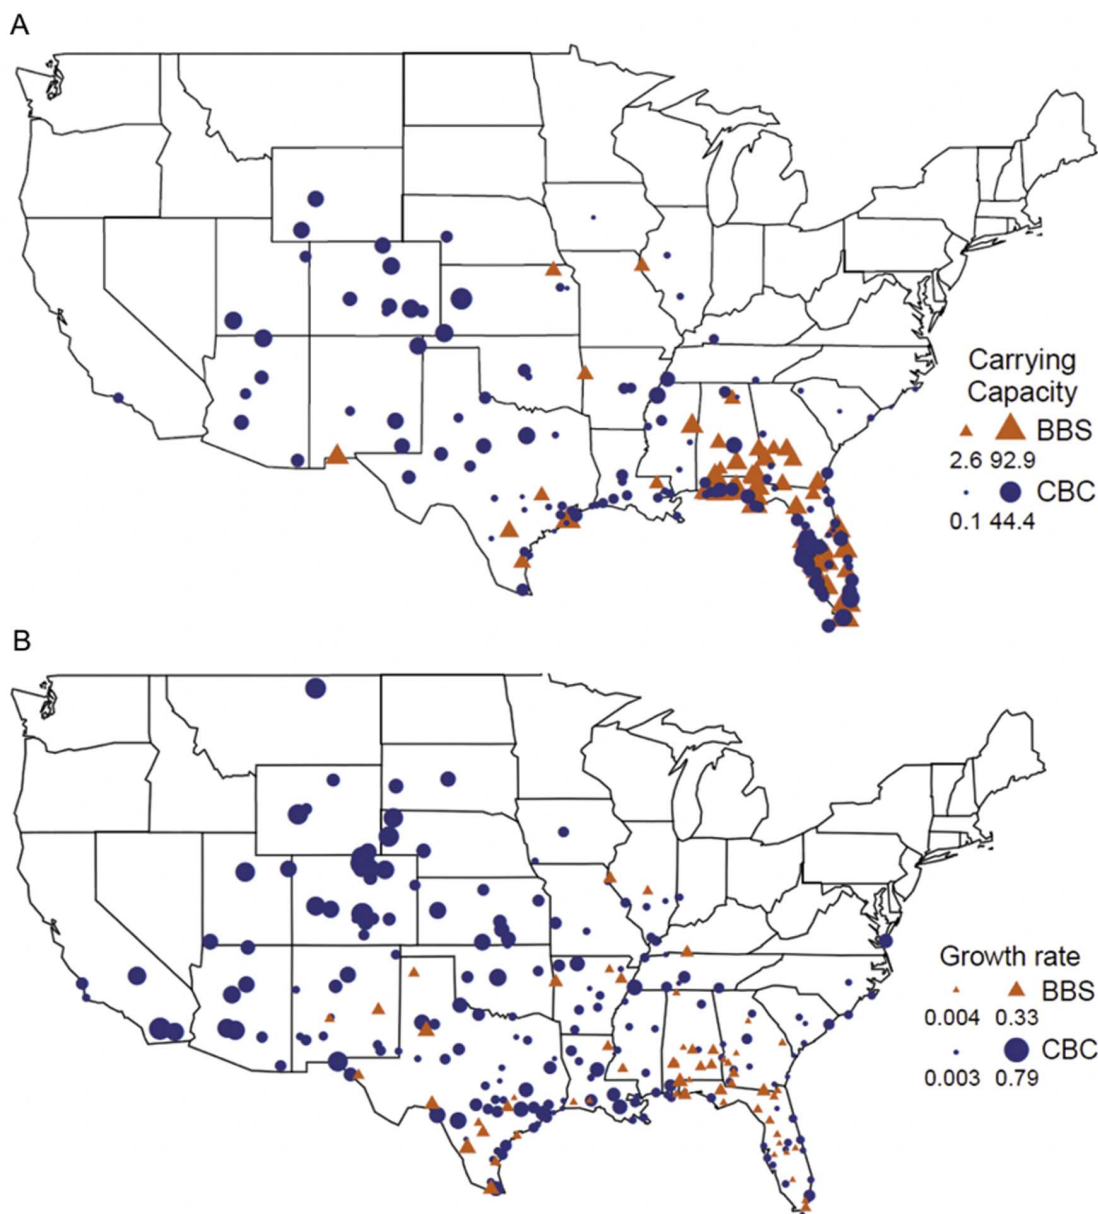 A
Carrying
Capacity
BBS
2.6 92.9
CBC
0.1 44.4
B
Growth rate
BBS
0.004 0.33
CBC
0.003 0.79